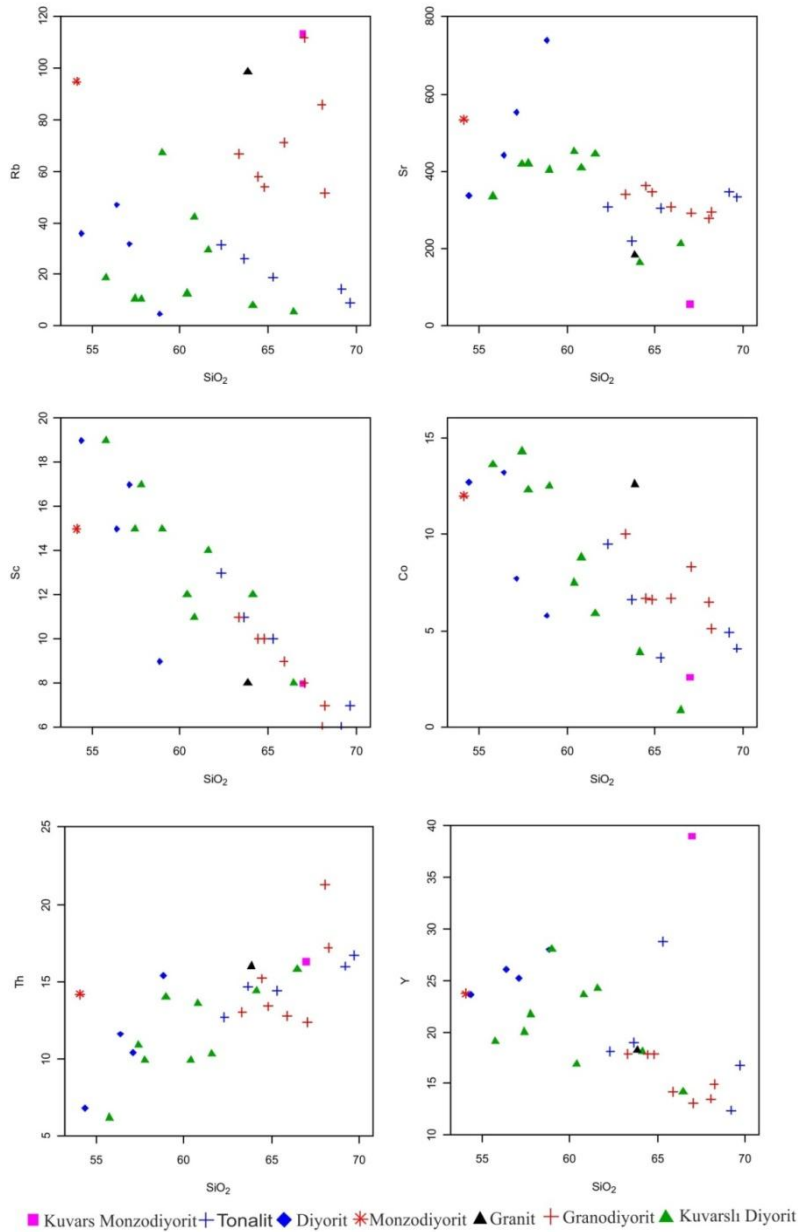 120
100
80
60
40
20
0
Rb
55 60 65 70
SiO2
800
600
400
200
0
Sr
55 60 65 70
SiO2
20
18
16
14
12
10
8
6
Sc
55 60 65 70
SiO2
15
10
5
0
Co
55 60 65 70
SiO2
25
20
15
10
5
Th
55 60 65 70
SiO2
40
35
30
25
20
15
10
Y
55 60 65 70
SiO2
Kuvars Monzodiyorit Tonalit Diyorit Monzodiyorit Granit Granodiyorit Kuvarslı Diyorit